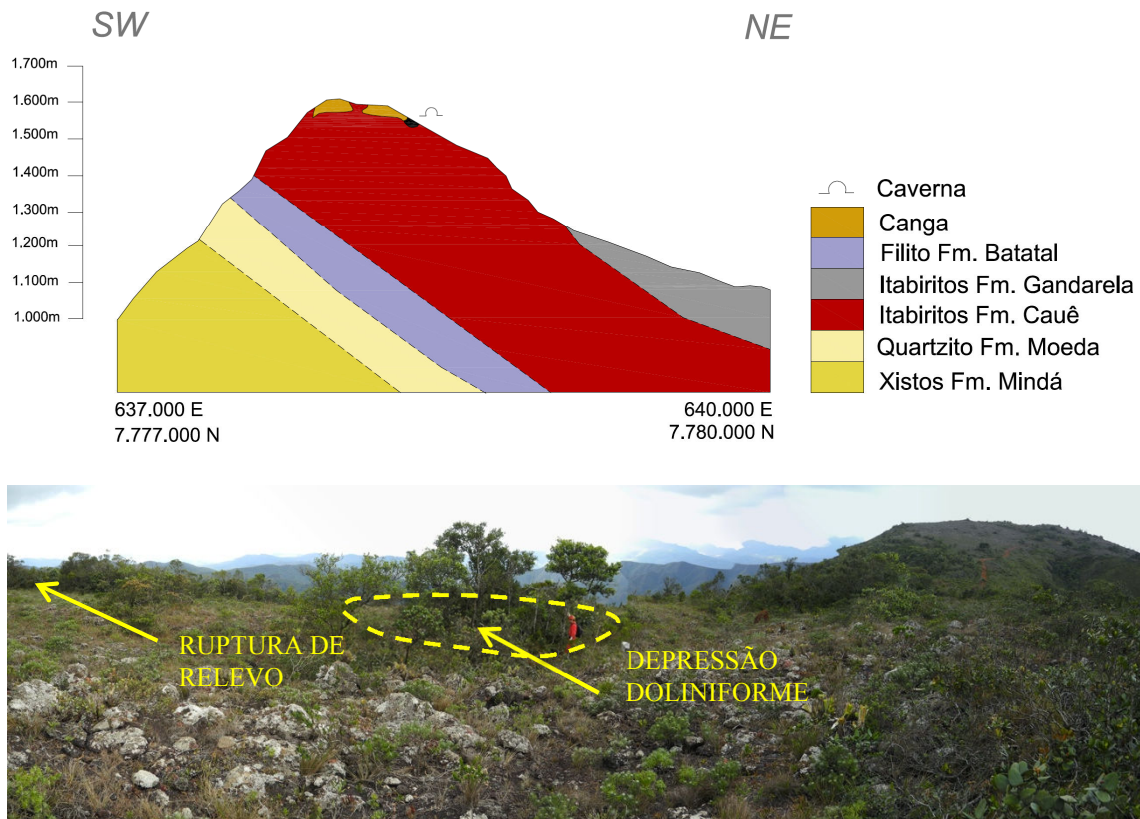 SW
NE
1.700m
1.600m
1.500m
1.400m
1.300m
1.200m
1.100m
1.000m
637.000 E
7.777.000 N
640.000 E
7.780.000 N
Caverna
Canga
Filito Fm. Batatal
Itabiritos Fm. Gandarela
Itabiritos Fm. Cauê
Quartzito Fm. Moeda
Xistos Fm. Mindá
RUPTURA DE
RELEVO
DEPRESSÃO
DOLINIFORME